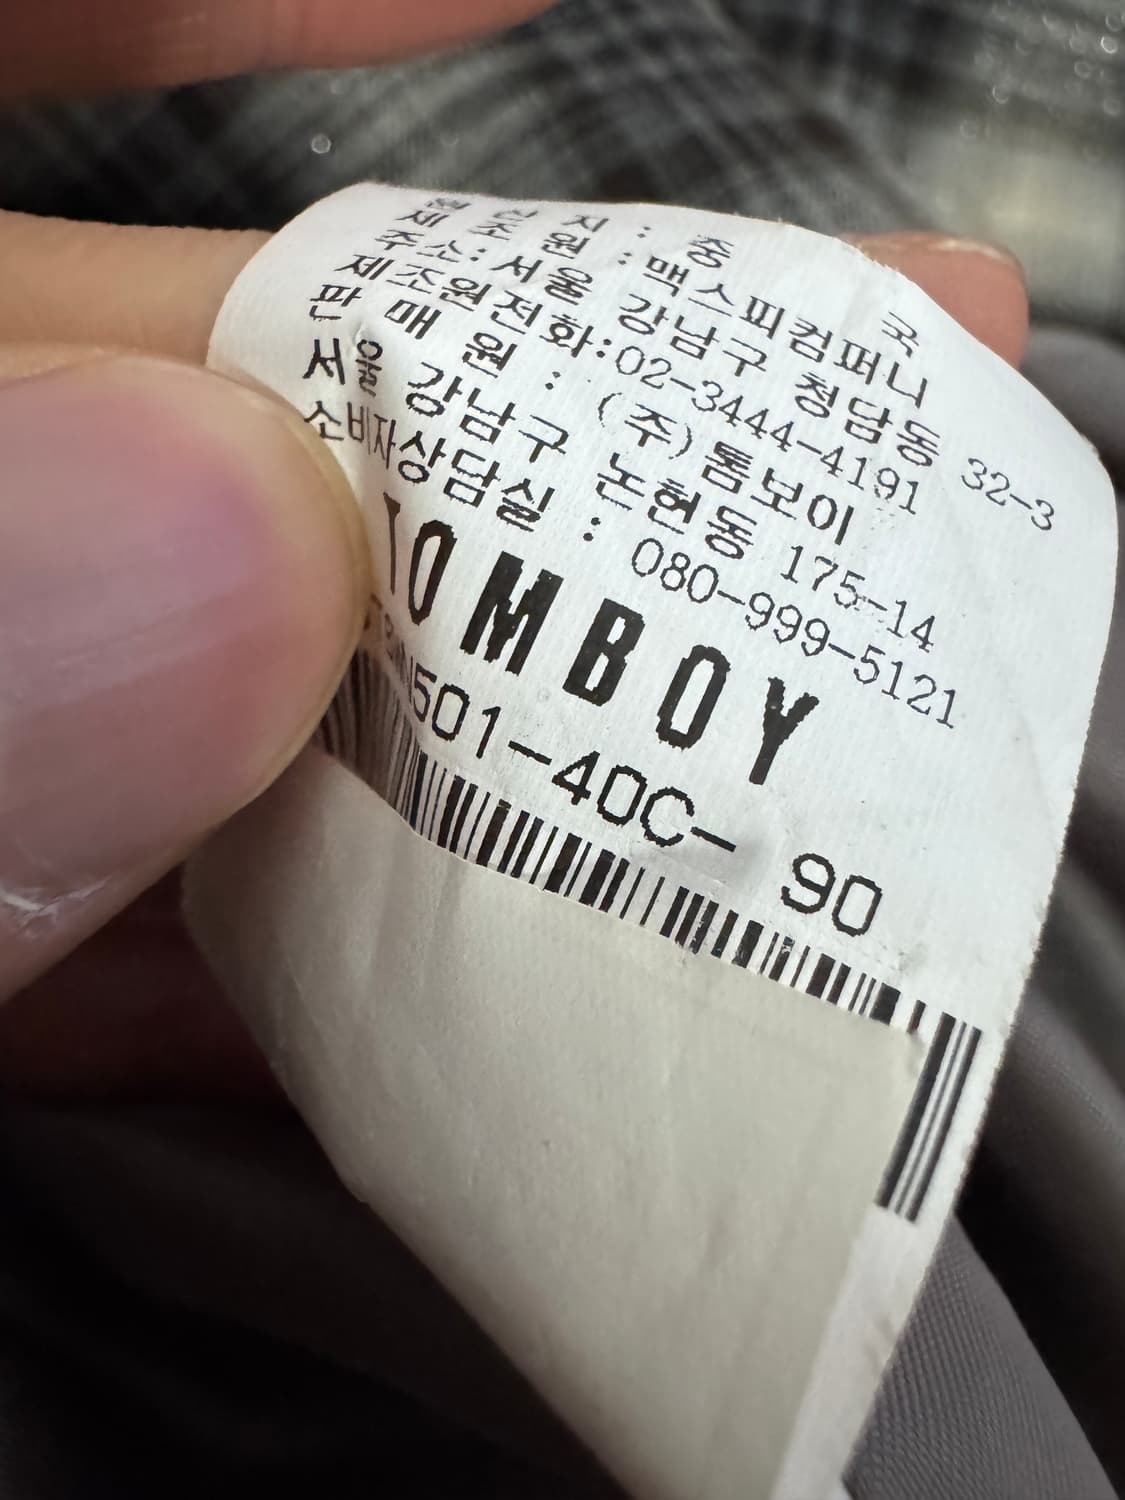 원 산 지 : 중 국
제 조 원 : 맥스피컴퍼니
주소:서울 강남구 청담동 32-3
제조원전화:02-3444-4191
판 매 원 : (주)톰보이
서울 강남구 논현동 175-14
소비자상담실 : 080-999-5121
TOMBOY
501-40C- 90